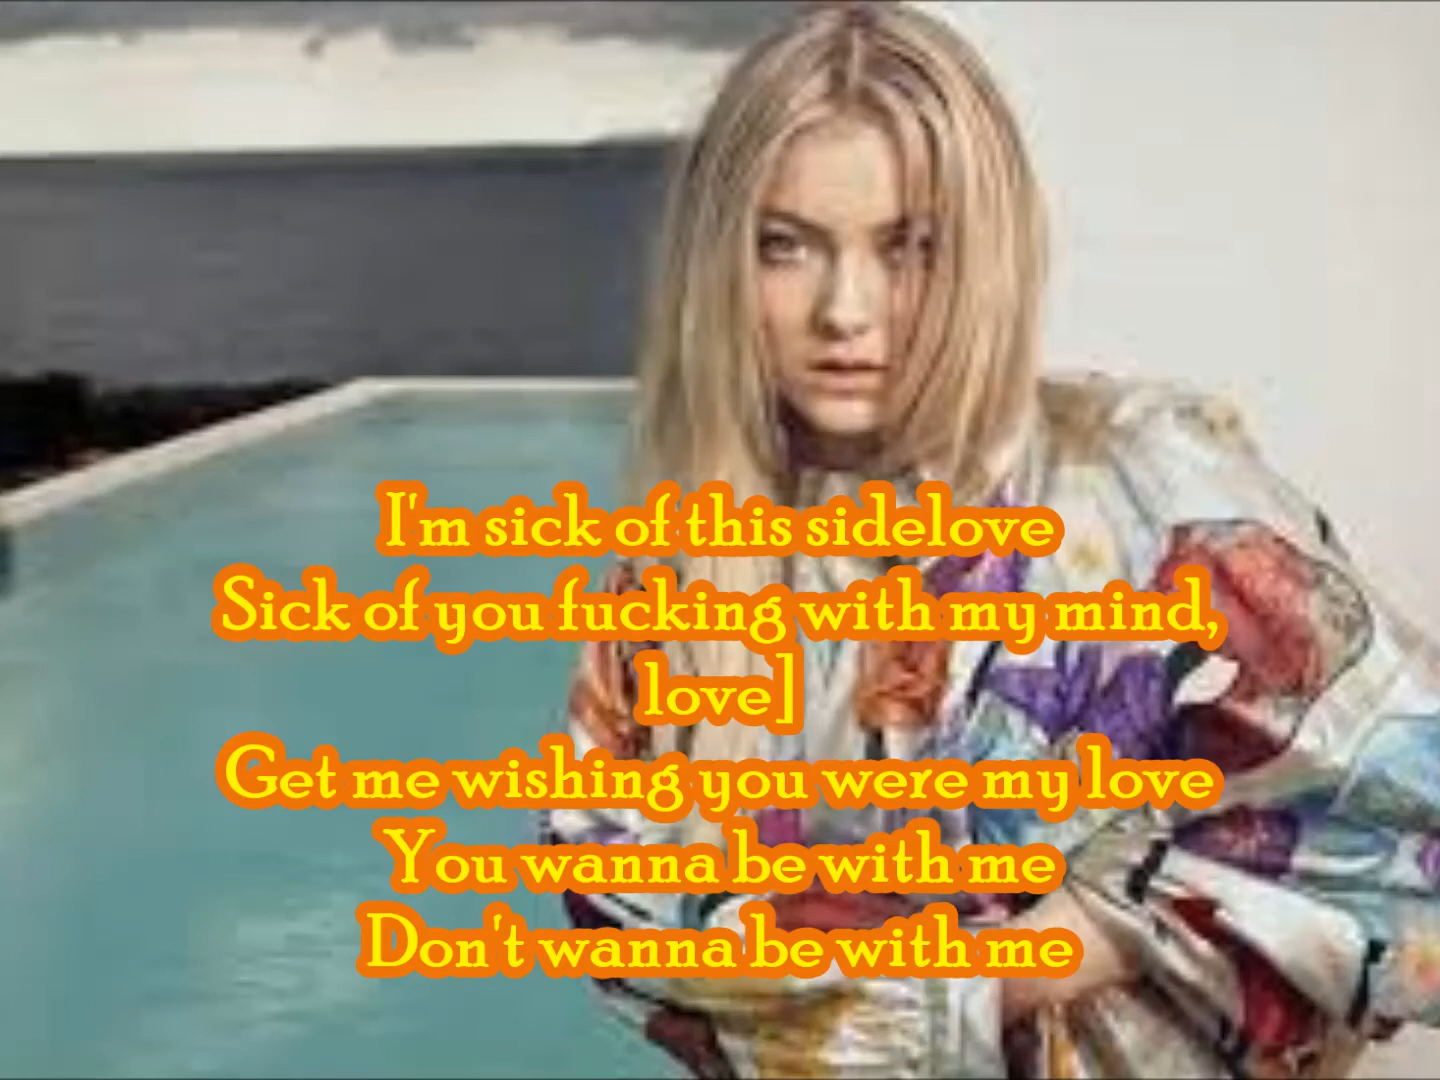 I'm sick of this sidelove
Sick of you fucking with my mind,
love]
Get me wishing you were my love
You wanna be with me
Don't wanna be with me